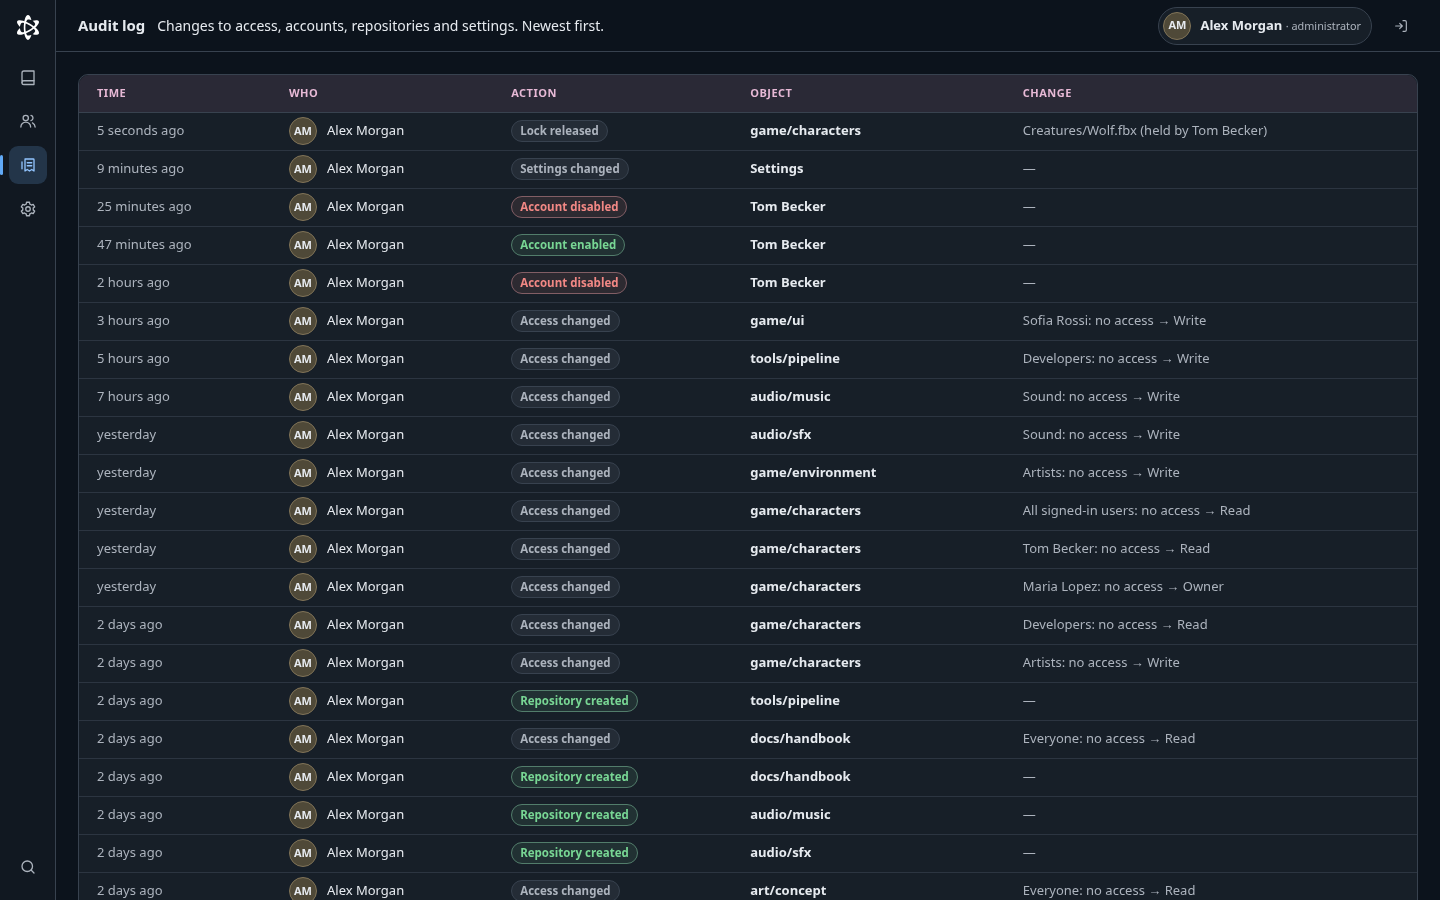 Audit log Changes to access, accounts, repositories and settings. Newest first. AM Alex Morgan · administrator
TIME WHO ACTION OBJECT CHANGE
5 seconds ago AM Alex Morgan Lock released game/characters Creatures/Wolf.fbx (held by Tom Becker)
9 minutes ago AM Alex Morgan Settings changed Settings —
25 minutes ago AM Alex Morgan Account disabled Tom Becker —
47 minutes ago AM Alex Morgan Account enabled Tom Becker —
2 hours ago AM Alex Morgan Account disabled Tom Becker —
3 hours ago AM Alex Morgan Access changed game/ui Sofia Rossi: no access → Write
5 hours ago AM Alex Morgan Access changed tools/pipeline Developers: no access → Write
7 hours ago AM Alex Morgan Access changed audio/music Sound: no access → Write
yesterday AM Alex Morgan Access changed audio/sfx Sound: no access → Write
yesterday AM Alex Morgan Access changed game/environment Artists: no access → Write
yesterday AM Alex Morgan Access changed game/characters All signed-in users: no access → Read
yesterday AM Alex Morgan Access changed game/characters Tom Becker: no access → Read
yesterday AM Alex Morgan Access changed game/characters Maria Lopez: no access → Owner
2 days ago AM Alex Morgan Access changed game/characters Developers: no access → Read
2 days ago AM Alex Morgan Access changed game/characters Artists: no access → Write
2 days ago AM Alex Morgan Repository created tools/pipeline —
2 days ago AM Alex Morgan Access changed docs/handbook Everyone: no access → Read
2 days ago AM Alex Morgan Repository created docs/handbook —
2 days ago AM Alex Morgan Repository created audio/music —
2 days ago AM Alex Morgan Repository created audio/sfx —
2 days ago AM Alex Morgan Access changed art/concept Everyone: no access → Read